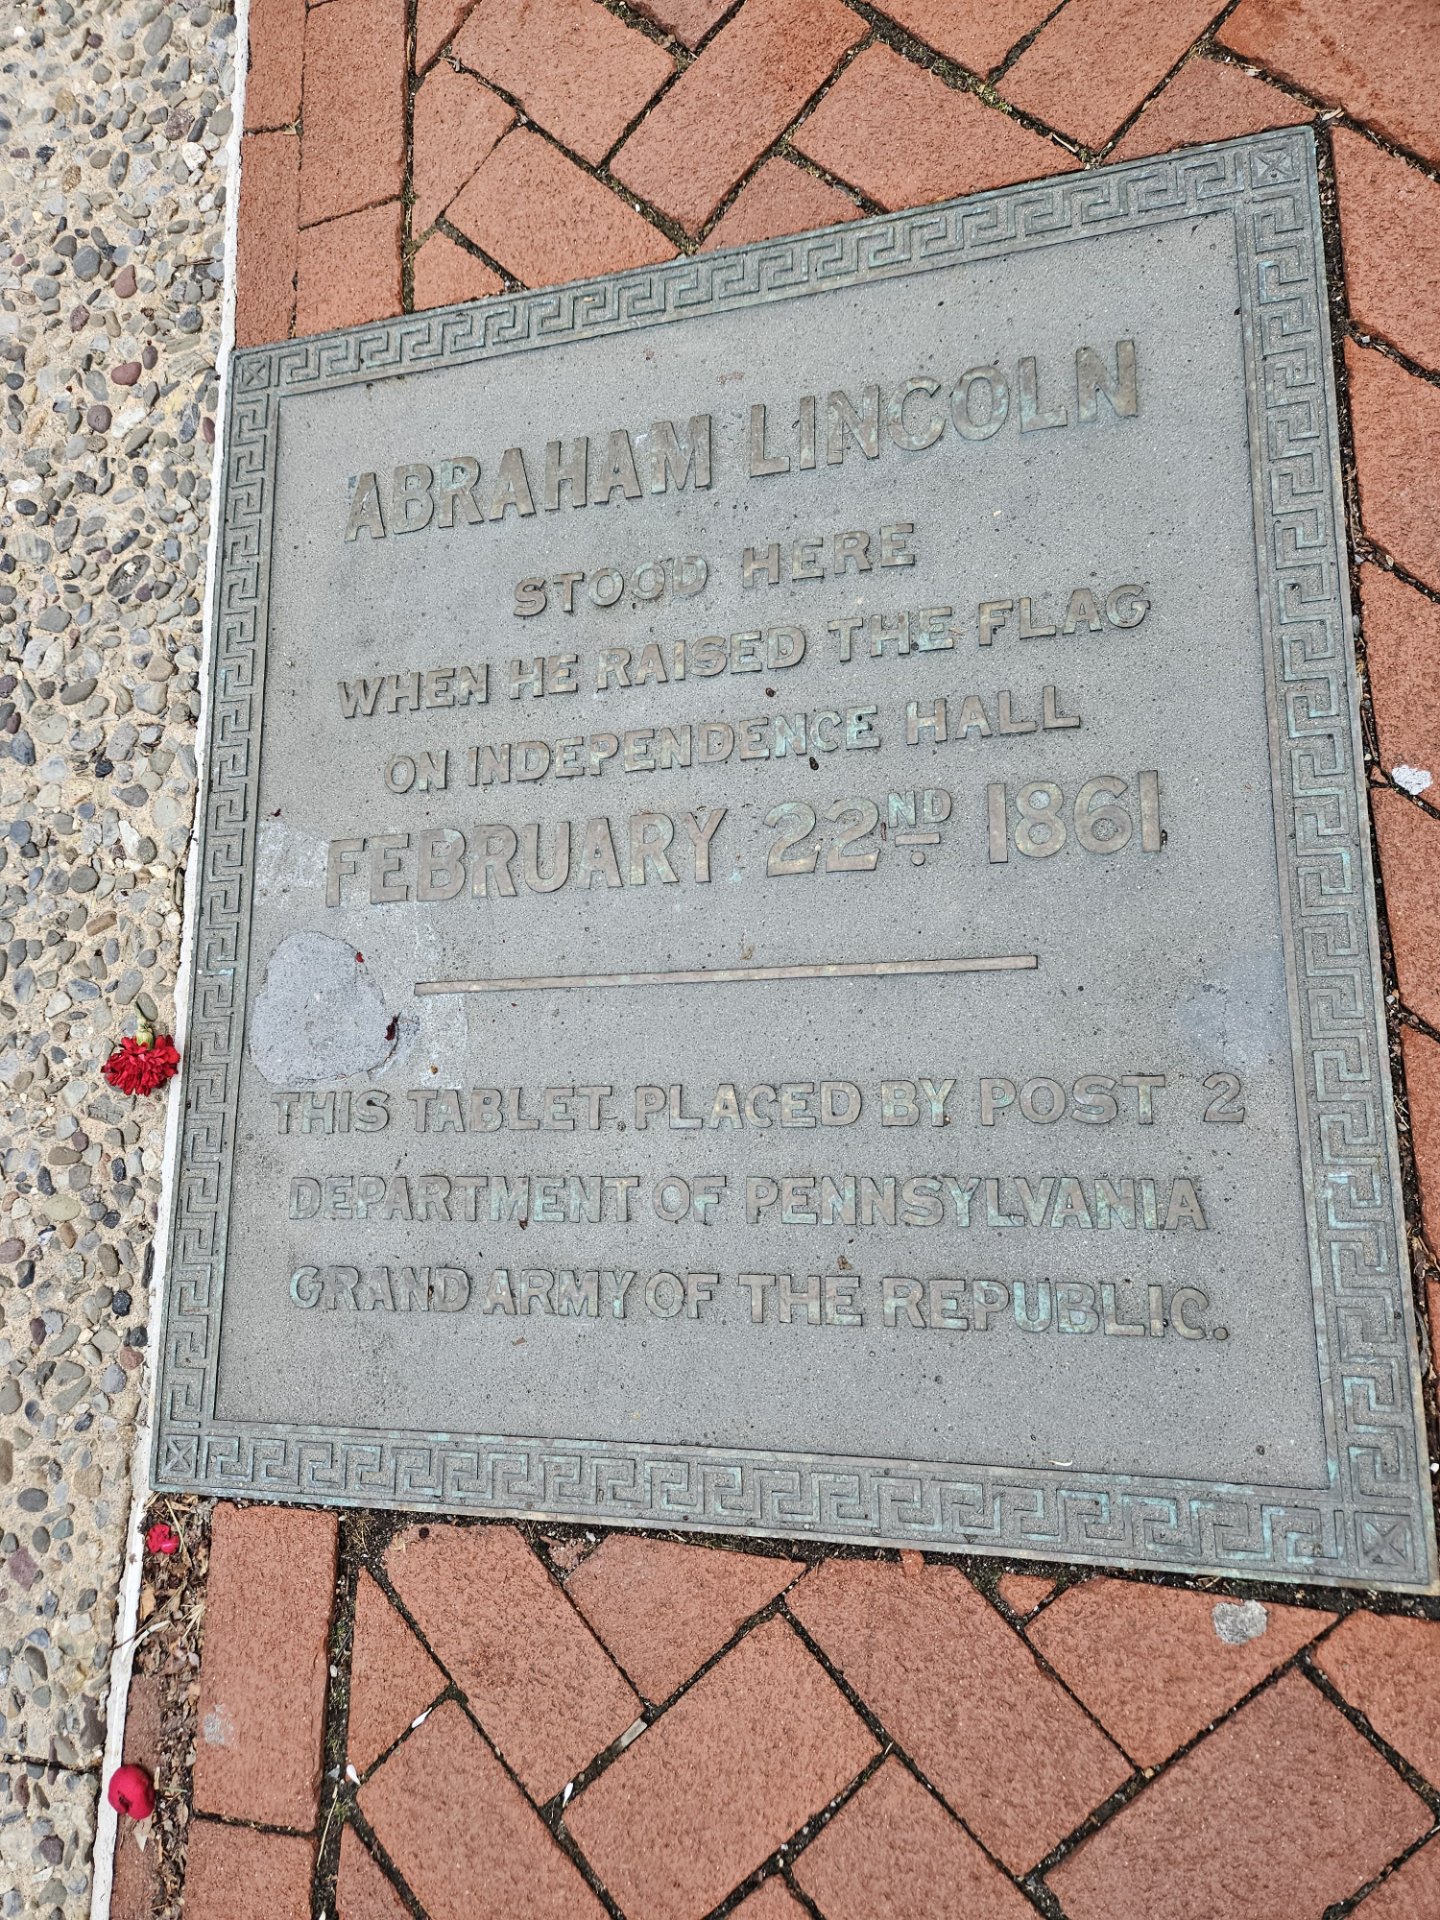 ABRAHAM LINCOLN
STOOD HERE
WHEN HE RAISED THE FLAG
ON INDEPENDENCE HALL
FEBRUARY 22ND. 1861
THIS TABLET PLACED BY POST 2
DEPARTMENT OF PENNSYLVANIA
GRAND ARMY OF THE REPUBLIC.